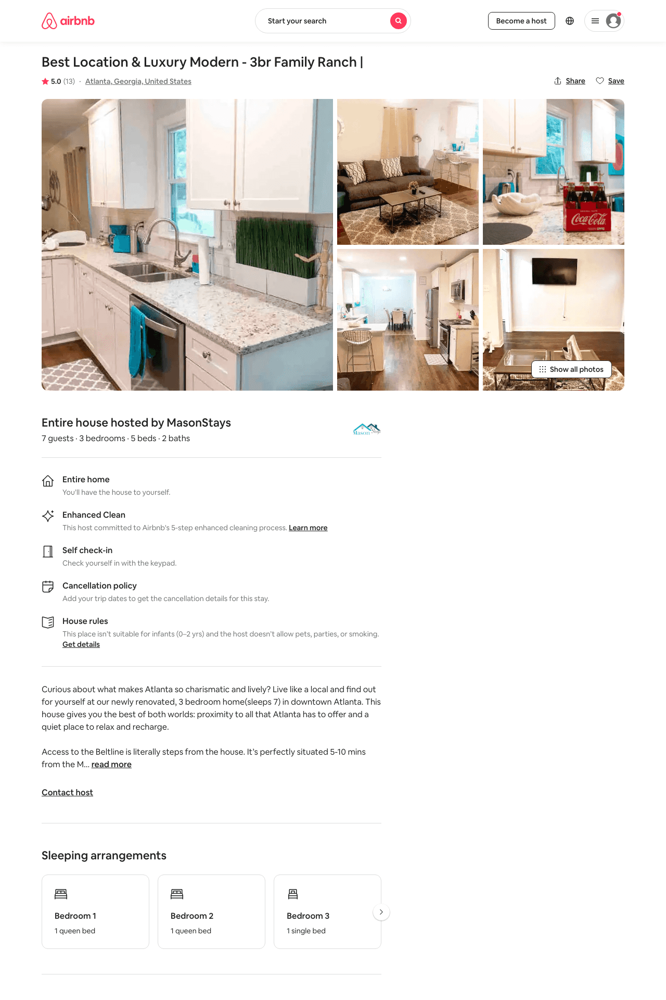 airbnb
Start your search
Become a host
Best Location & Luxury Modern - 3br Family Ranch |
5.0 (13) · Atlanta, Georgia, United States
Share
Save
ORIGINAL TASTE
Coca-Cola
Show all photos
Entire house hosted by MasonStays
7 guests · 3 bedrooms · 5 beds · 2 baths
Mason Stays
Entire home
You’ll have the house to yourself.
Enhanced Clean
This host committed to Airbnb's 5-step enhanced cleaning process. Learn more
Self check-in
Check yourself in with the keypad.
Cancellation policy
Add your trip dates to get the cancellation details for this stay.
House rules
This place isn’t suitable for infants (0–2 yrs) and the host doesn’t allow pets, parties, or smoking.
Get details
Curious about what makes Atlanta so charismatic and lively? Live like a local and find out
for yourself at our newly renovated, 3 bedroom home(sleeps 7) in downtown Atlanta. This
house gives you the best of both worlds: proximity to all that Atlanta has to offer and a
quiet place to relax and recharge.
Access to the Beltline is literally steps from the house. It’s perfectly situated 5-10 mins
from the M... read more
Contact host
Sleeping arrangements
Bedroom 1
1 queen bed
Bedroom 2
1 queen bed
Bedroom 3
1 single bed